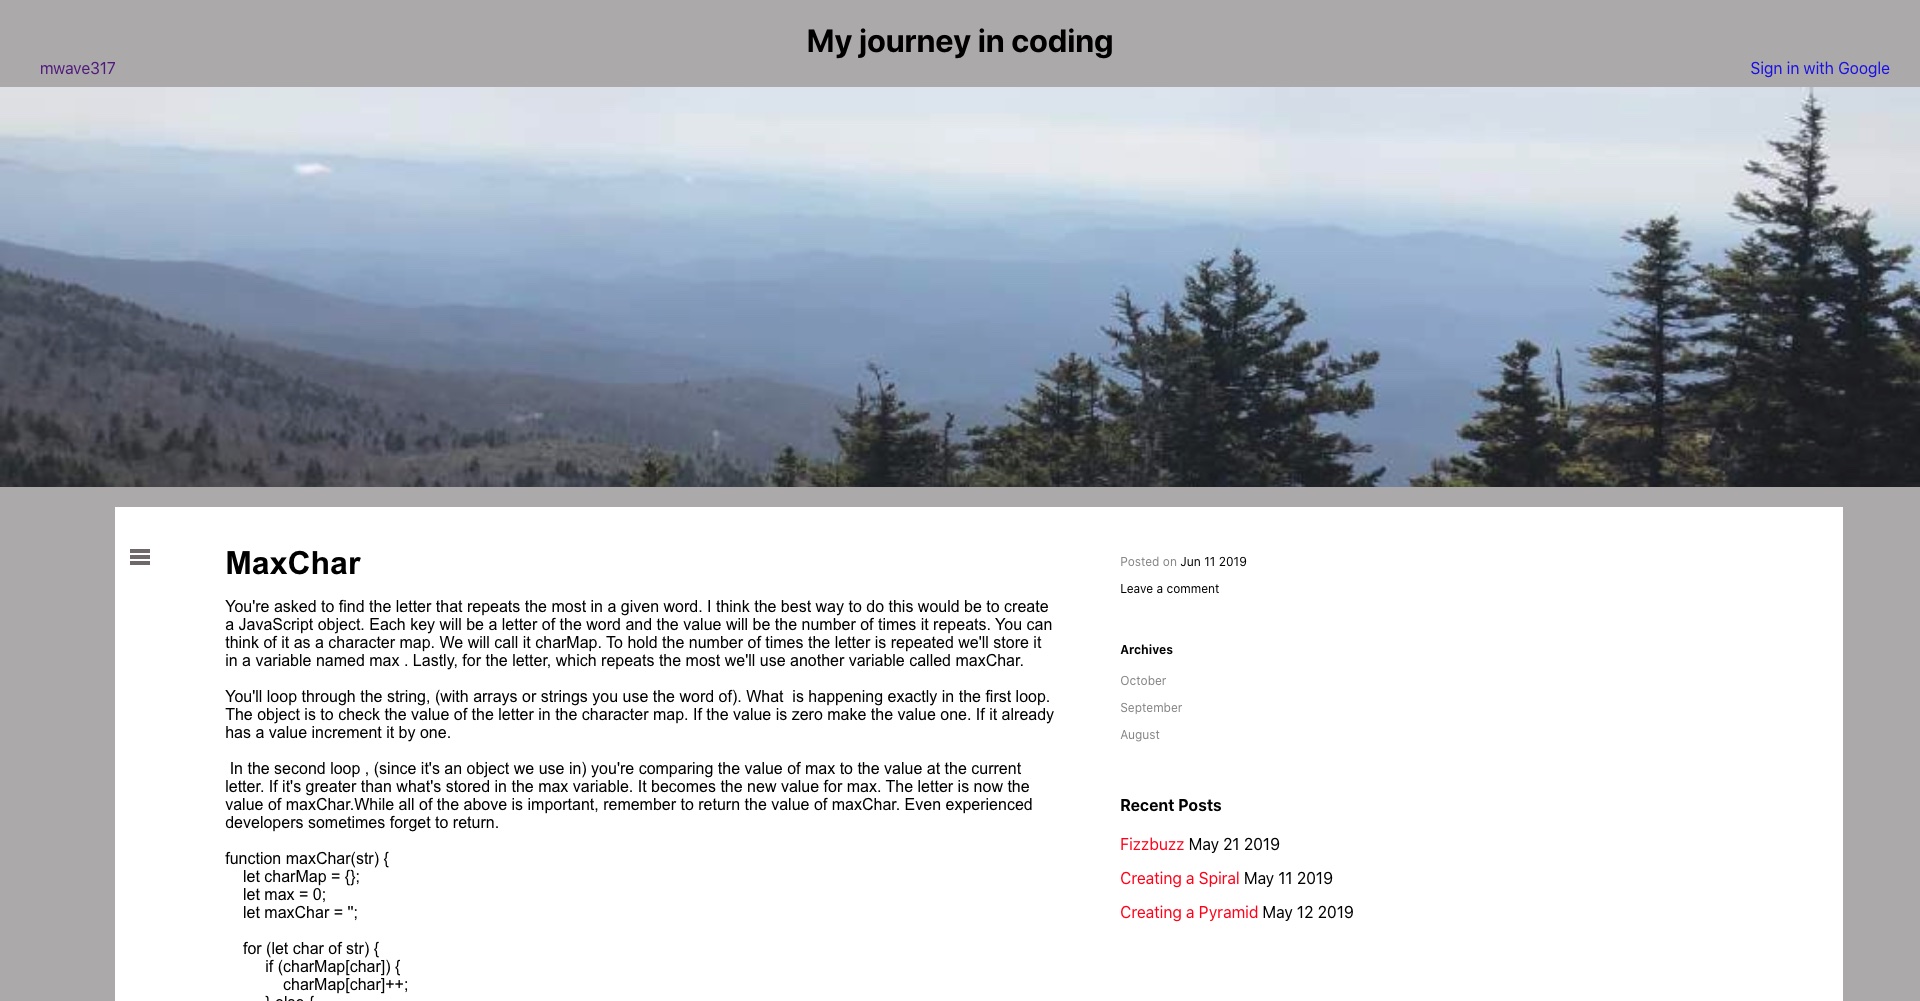 My journey in coding
mwave317
Sign in with Google
MaxChar
You're asked to find the letter that repeats the most in a given word. I think the best way to do this would be to create
a JavaScript object. Each key will be a letter of the word and the value will be the number of times it repeats. You can
think of it as a character map. We will call it charMap. To hold the number of times the letter is repeated we'll store it
in a variable named max . Lastly, for the letter, which repeats the most we'll use another variable called maxChar.
You'll loop through the string, (with arrays or strings you use the word of). What  is happening exactly in the first loop.
The object is to check the value of the letter in the character map. If the value is zero make the value one. If it already
has a value increment it by one.
In the second loop , (since it's an object we use in) you're comparing the value of max to the value at the current
letter. If it's greater than what's stored in the max variable. It becomes the new value for max. The letter is now the
value of maxChar.While all of the above is important, remember to return the value of maxChar. Even experienced
developers sometimes forget to return.
function maxChar(str) {
let charMap = {};
let max = 0;
let maxChar = '';
for (let char of str) {
if (charMap[char]) {
charMap[char]++;
} else {
Posted on Jun 11 2019
Leave a comment
Archives
October
September
August
Recent Posts
Fizzbuzz May 21 2019
Creating a Spiral May 11 2019
Creating a Pyramid May 12 2019